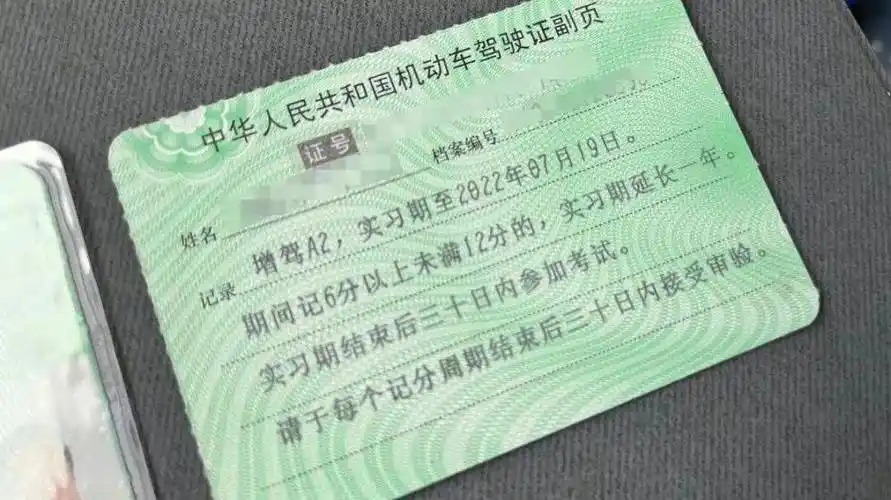 中华人民共和国机动车驾驶证副页
证号
姓名 档案编号
记录 增驾A2，实习期至2022年07月19日。
期间记6分以上未满12分的，实习期延长一年。
实习期结束后三十日内参加考试。
请于每个记分周期结束后三十日内接受审验。